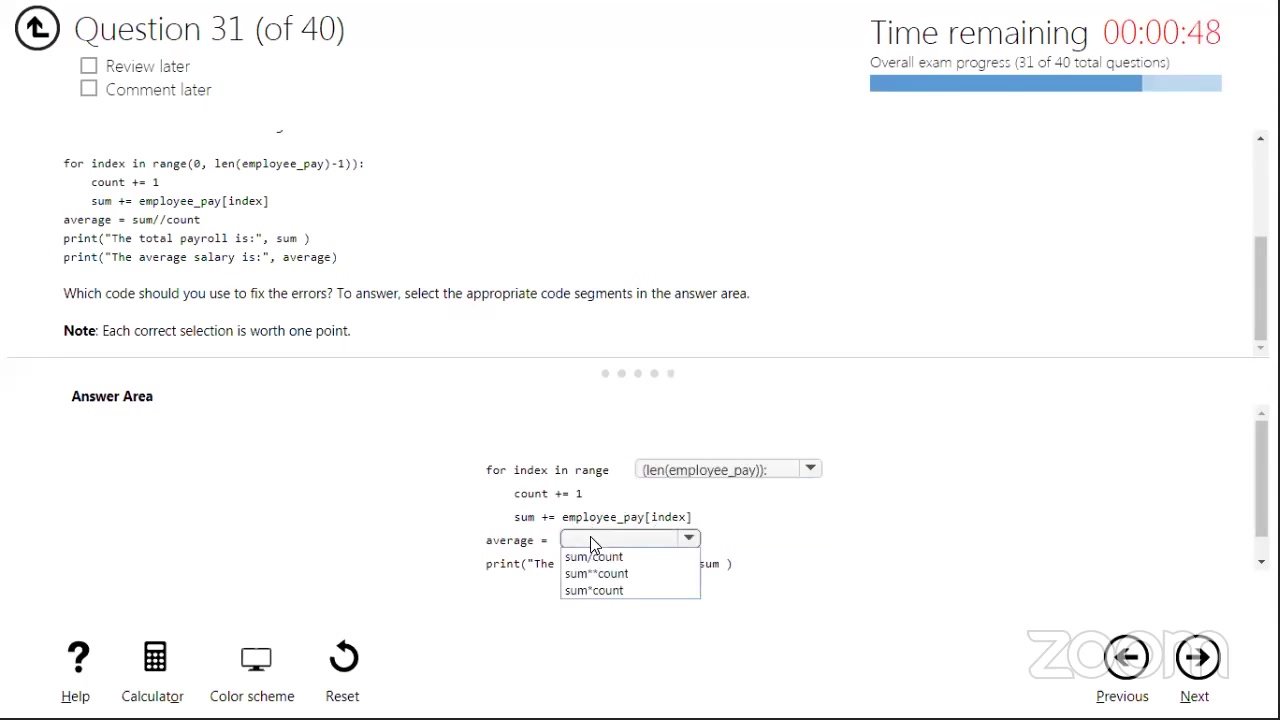 Question 31 (of 40)
Time remaining 00:00:48
Review later
Overall exam progress (31 of 40 total questions)
Comment later
for index in range(0, len(employee_pay)-1)):
count += 1
sum += employee_pay[index]
average = sum//count
print("The total payroll is:", sum )
print("The average salary is:", average)
Which code should you use to fix the errors? To answer, select the appropriate code segments in the answer area.
Note: Each correct selection is worth one point.
Answer Area
for index in range (len(employee_pay)):
count += 1
sum += employee_pay[index]
average =
sum/count
print("The sum )
sum**count
sum*count
zoom
Help Calculator Color scheme Reset Previous Next